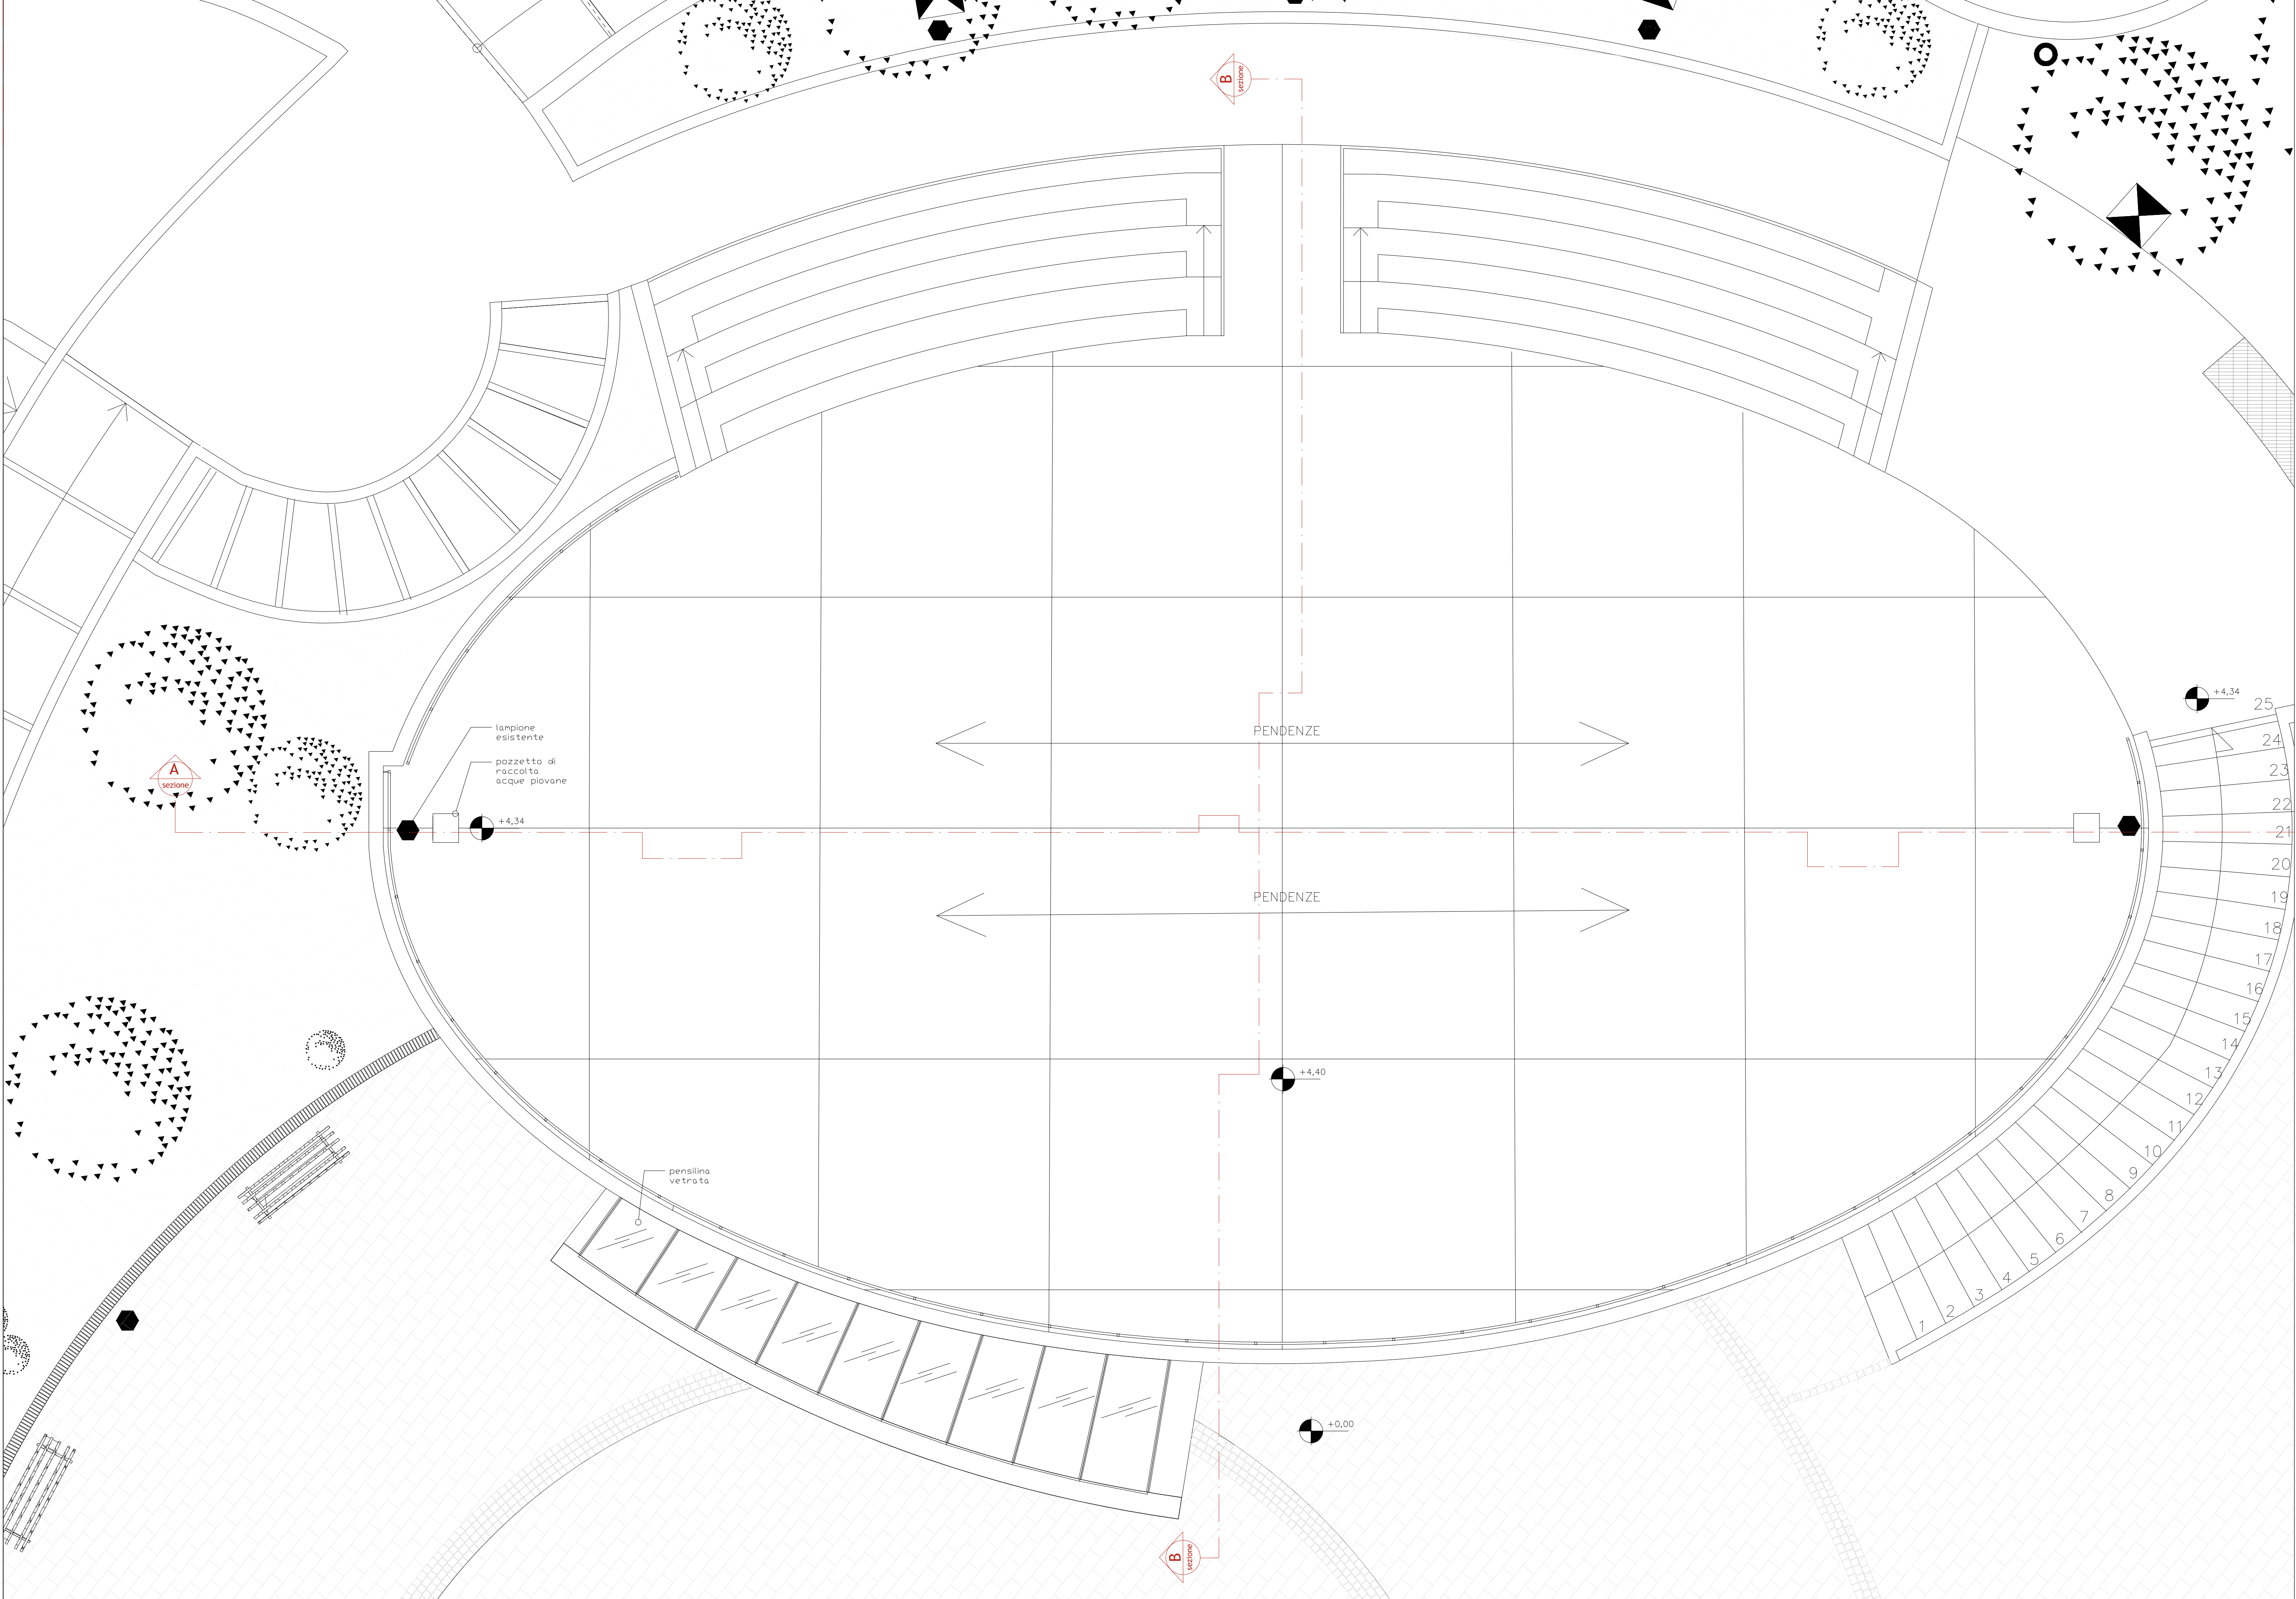 B
sezione
lampione
esistente
pozzetto di
raccolta
acque piovane
A
sezione
+4,34
PENDENZE
PENDENZE
+4,34
+4,40
pensilina
vetrata
+0,00
B
sezione
25
24
23
22
21
20
19
18
17
16
15
14
13
12
11
10
9
8
7
6
5
4
3
2
1